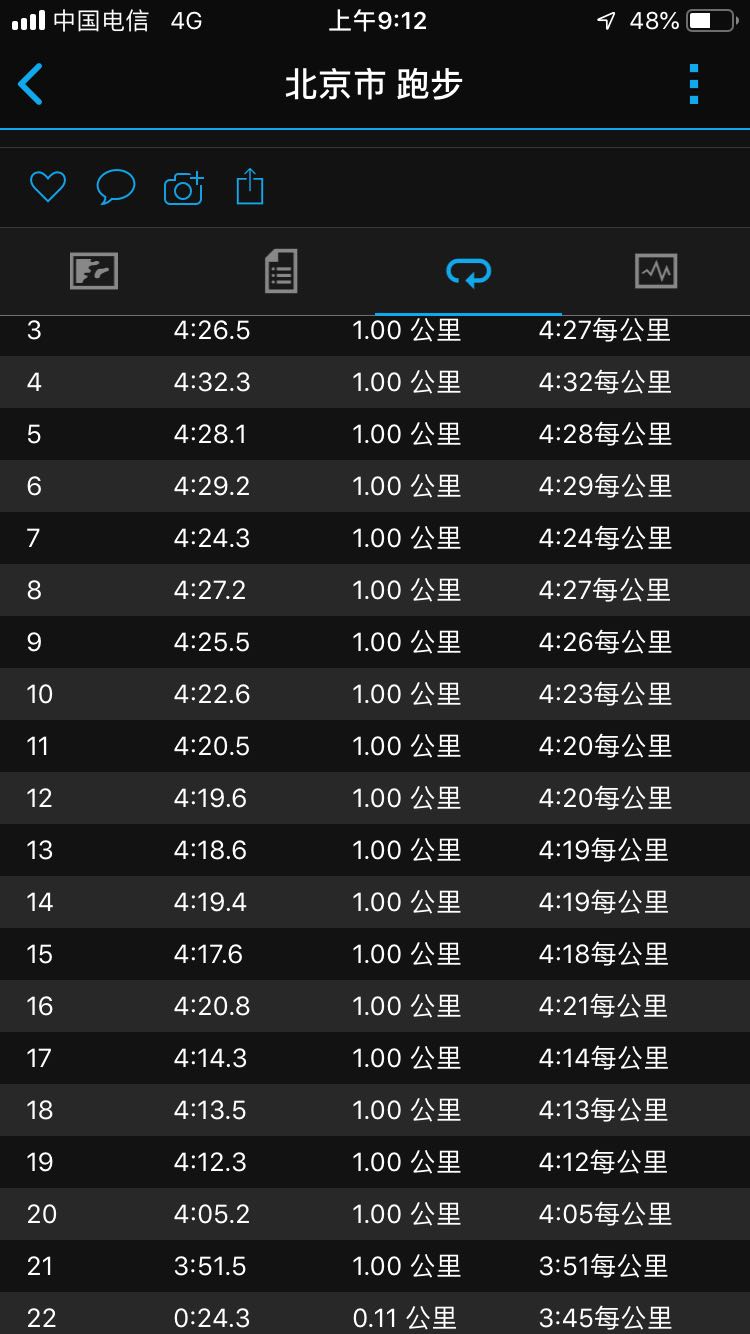 中国电信 4G 上午9:12 48%
北京市 跑步
3 4:26.5 1.00 公里 4:27每公里
4 4:32.3 1.00 公里 4:32每公里
5 4:28.1 1.00 公里 4:28每公里
6 4:29.2 1.00 公里 4:29每公里
7 4:24.3 1.00 公里 4:24每公里
8 4:27.2 1.00 公里 4:27每公里
9 4:25.5 1.00 公里 4:26每公里
10 4:22.6 1.00 公里 4:23每公里
11 4:20.5 1.00 公里 4:20每公里
12 4:19.6 1.00 公里 4:20每公里
13 4:18.6 1.00 公里 4:19每公里
14 4:19.4 1.00 公里 4:19每公里
15 4:17.6 1.00 公里 4:18每公里
16 4:20.8 1.00 公里 4:21每公里
17 4:14.3 1.00 公里 4:14每公里
18 4:13.5 1.00 公里 4:13每公里
19 4:12.3 1.00 公里 4:12每公里
20 4:05.2 1.00 公里 4:05每公里
21 3:51.5 1.00 公里 3:51每公里
22 0:24.3 0.11 公里 3:45每公里